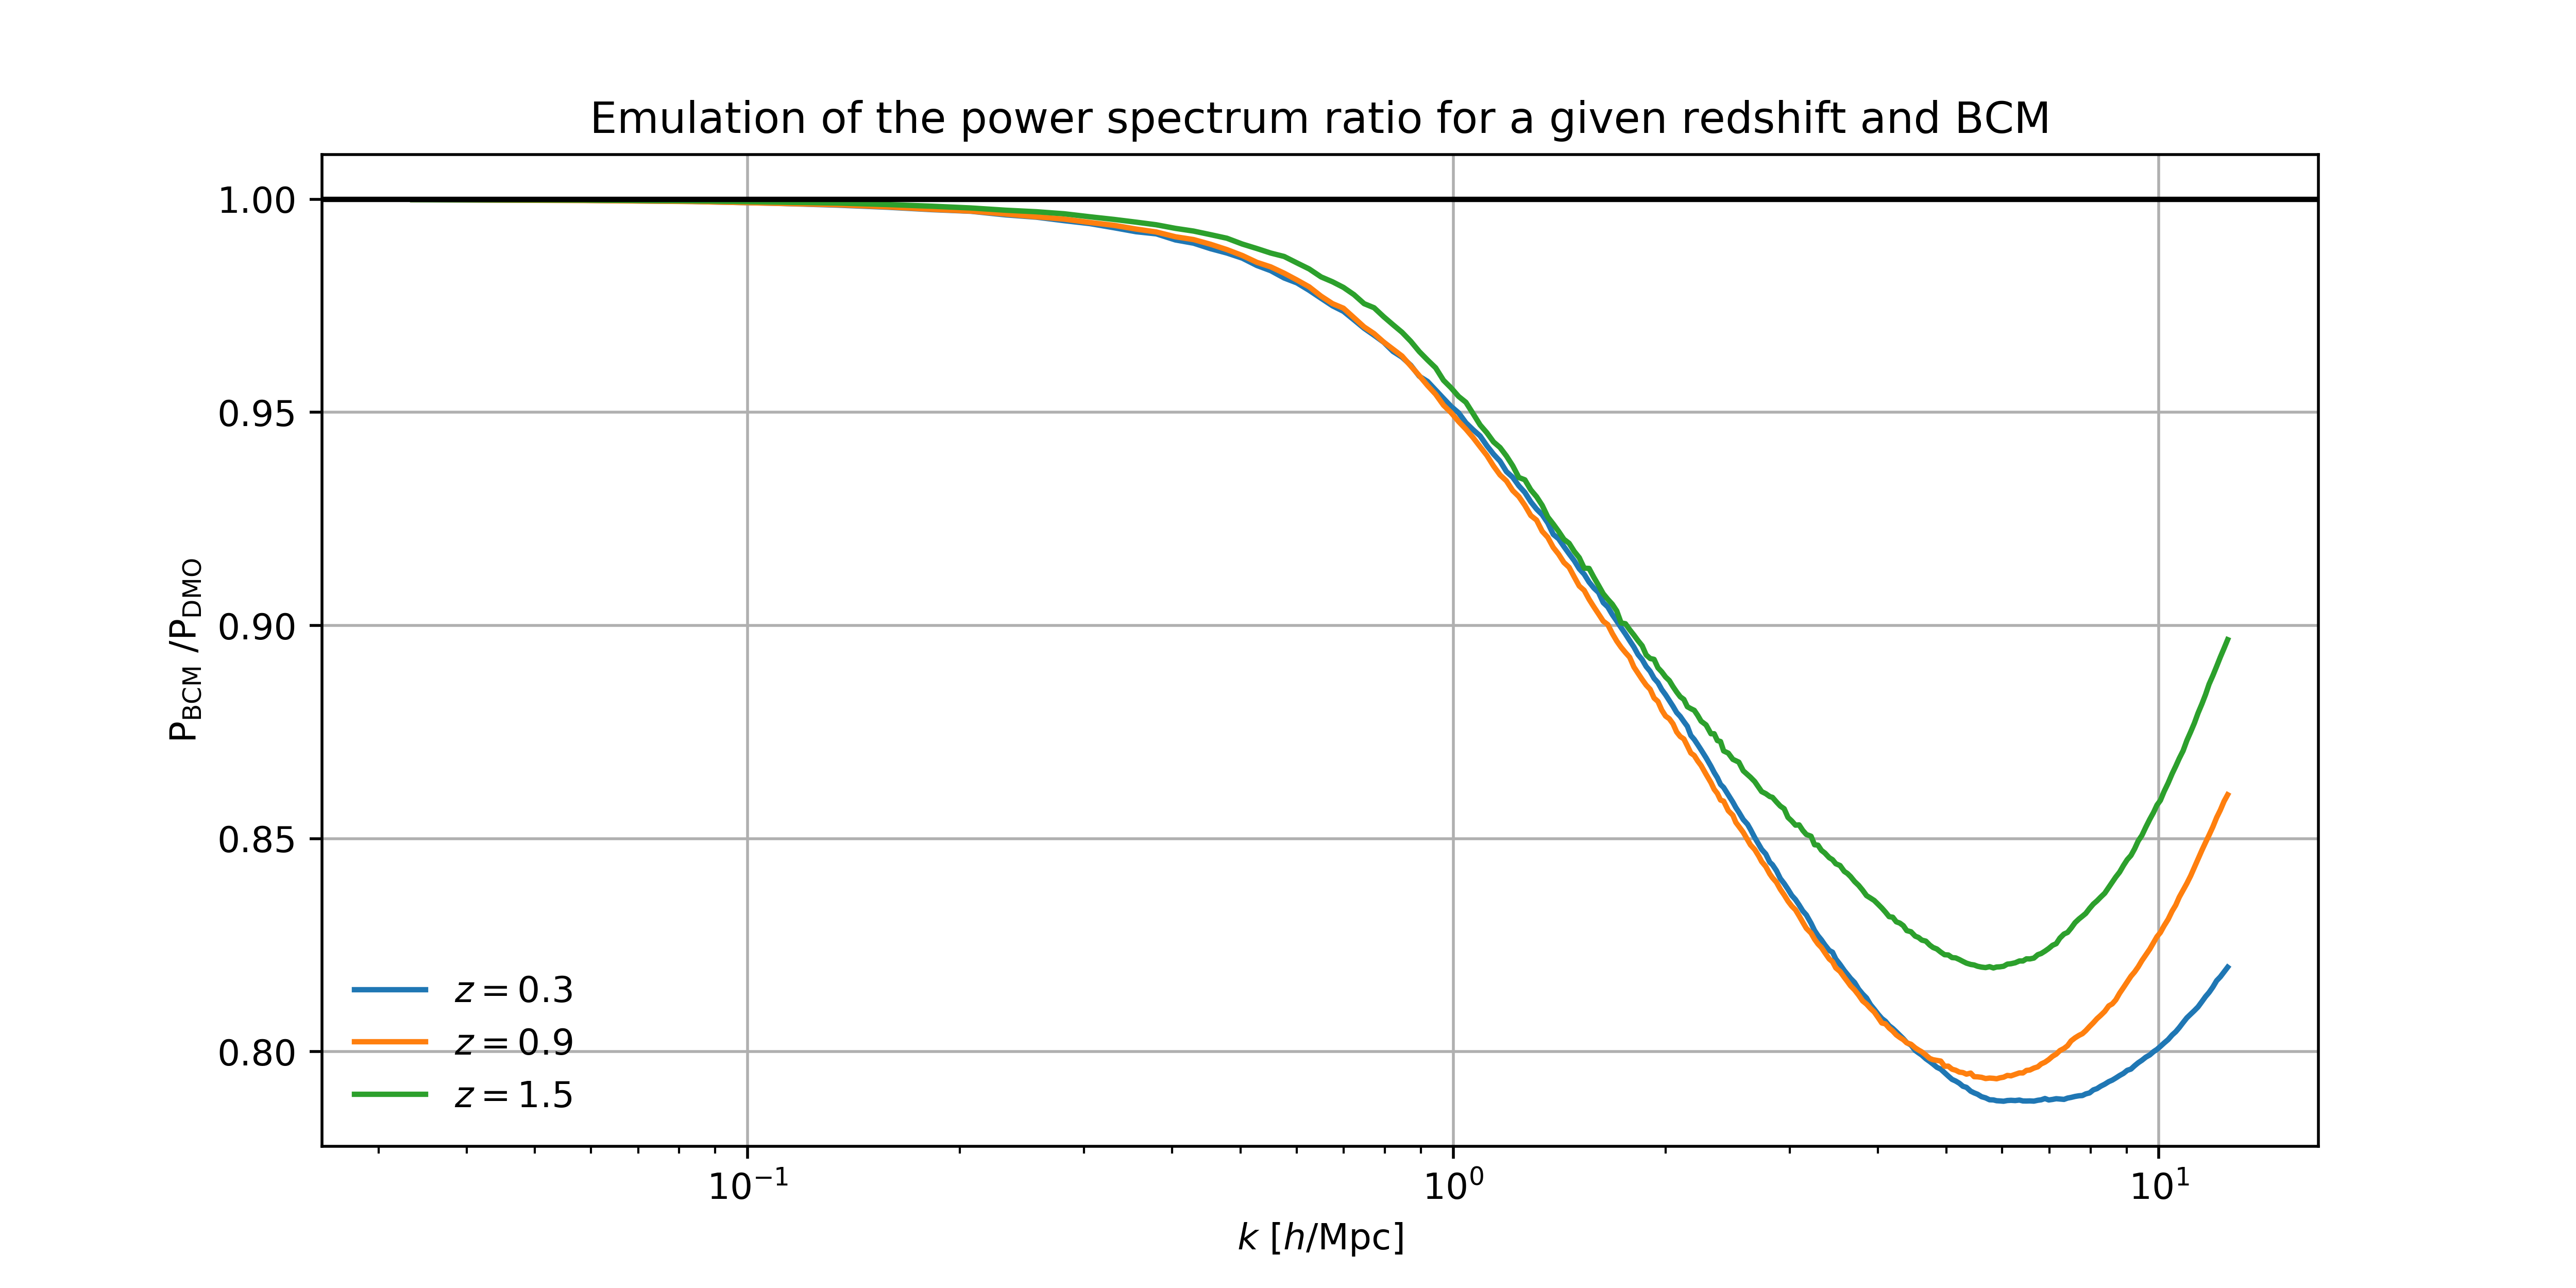 Emulation of the power spectrum ratio for a given redshift and BCM
1.00
0.95
0.90
0.85
0.80
P_BCM /P_DMO
z = 0.3
z = 0.9
z = 1.5
10^−1
10^0
10^1
k [h/Mpc]